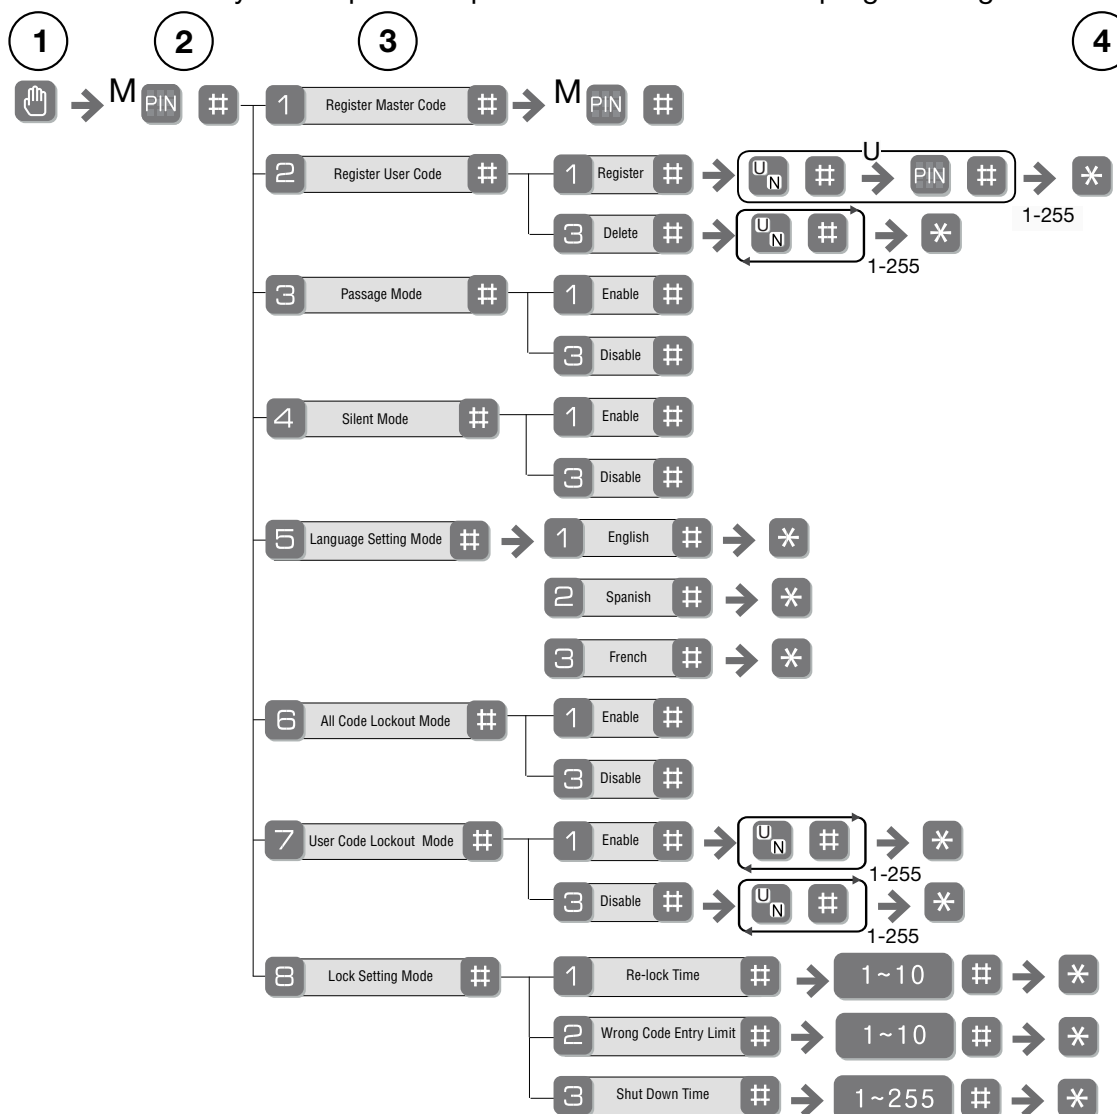 1 2 3 4
M PIN # 1 Register Master Code # M PIN #
2 Register User Code # 1 Register # UN # U PIN # * 1-255
3 Delete # UN # * 1-255
3 Passage Mode # 1 Enable #
3 Disable #
4 Silent Mode # 1 Enable #
3 Disable #
5 Language Setting Mode # 1 English # *
2 Spanish # *
3 French # *
6 All Code Lockout Mode # 1 Enable #
3 Disable #
7 User Code Lockout Mode # 1 Enable # UN # * 1-255
3 Disable # UN # * 1-255
8 Lock Setting Mode # 1 Re-lock Time # 1~10 # *
2 Wrong Code Entry Limit # 1~10 # *
3 Shut Down Time # 1~255 # *